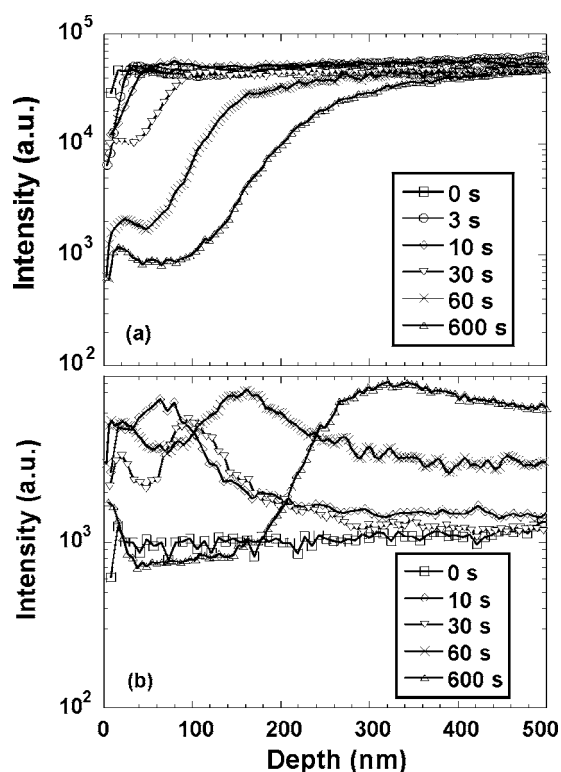 10^5
10^4
10^3
10^2
Intensity (a.u.)
0 s
3 s
10 s
30 s
60 s
600 s
(a)
10^3
10^2
Intensity (a.u.)
0 s
10 s
30 s
60 s
600 s
(b)
0 100 200 300 400 500
Depth (nm)